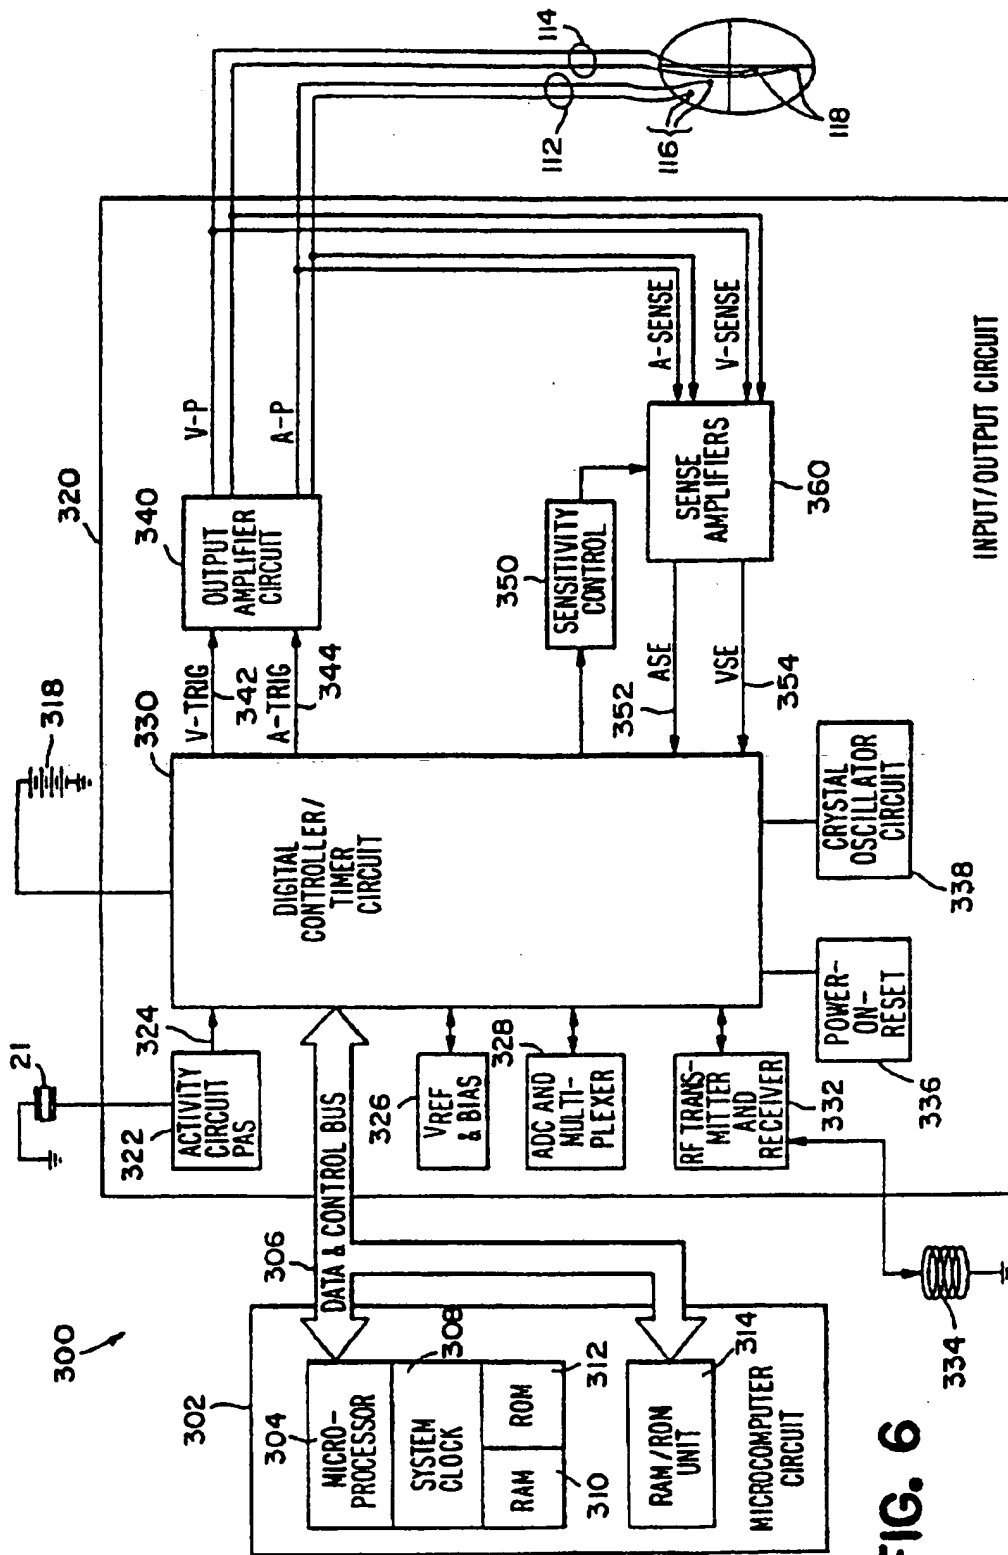 300
302
304
MICRO-
PROCESSOR
SYSTEM
CLOCK
308
RAM
ROM
310
312
RAM/ROM
UNIT
314
MICROCOMPUTER
CIRCUIT
306
DATA & CONTROL BUS
334
320
21
318
322
ACTIVITY
CIRCUIT
PAS
324
326
VREF
& BIAS
328
ADC AND
MULTI-
PLEXER
RF TRANS-
MITTER
AND
RECEIVER
332
330
DIGITAL
CONTROLLER/
TIMER
CIRCUIT
POWER-
ON-
RESET
336
CRYSTAL
OSCILLATOR
CIRCUIT
338
V-TRIG
342
A-TRIG
344
340
OUTPUT
AMPLIFIER
CIRCUIT
V-P
A-P
350
SENSITIVITY
CONTROL
352
ASE
VSE
354
SENSE
AMPLIFIERS
360
A-SENSE
V-SENSE
INPUT/OUTPUT CIRCUIT
112
114
116
118
FIG. 6